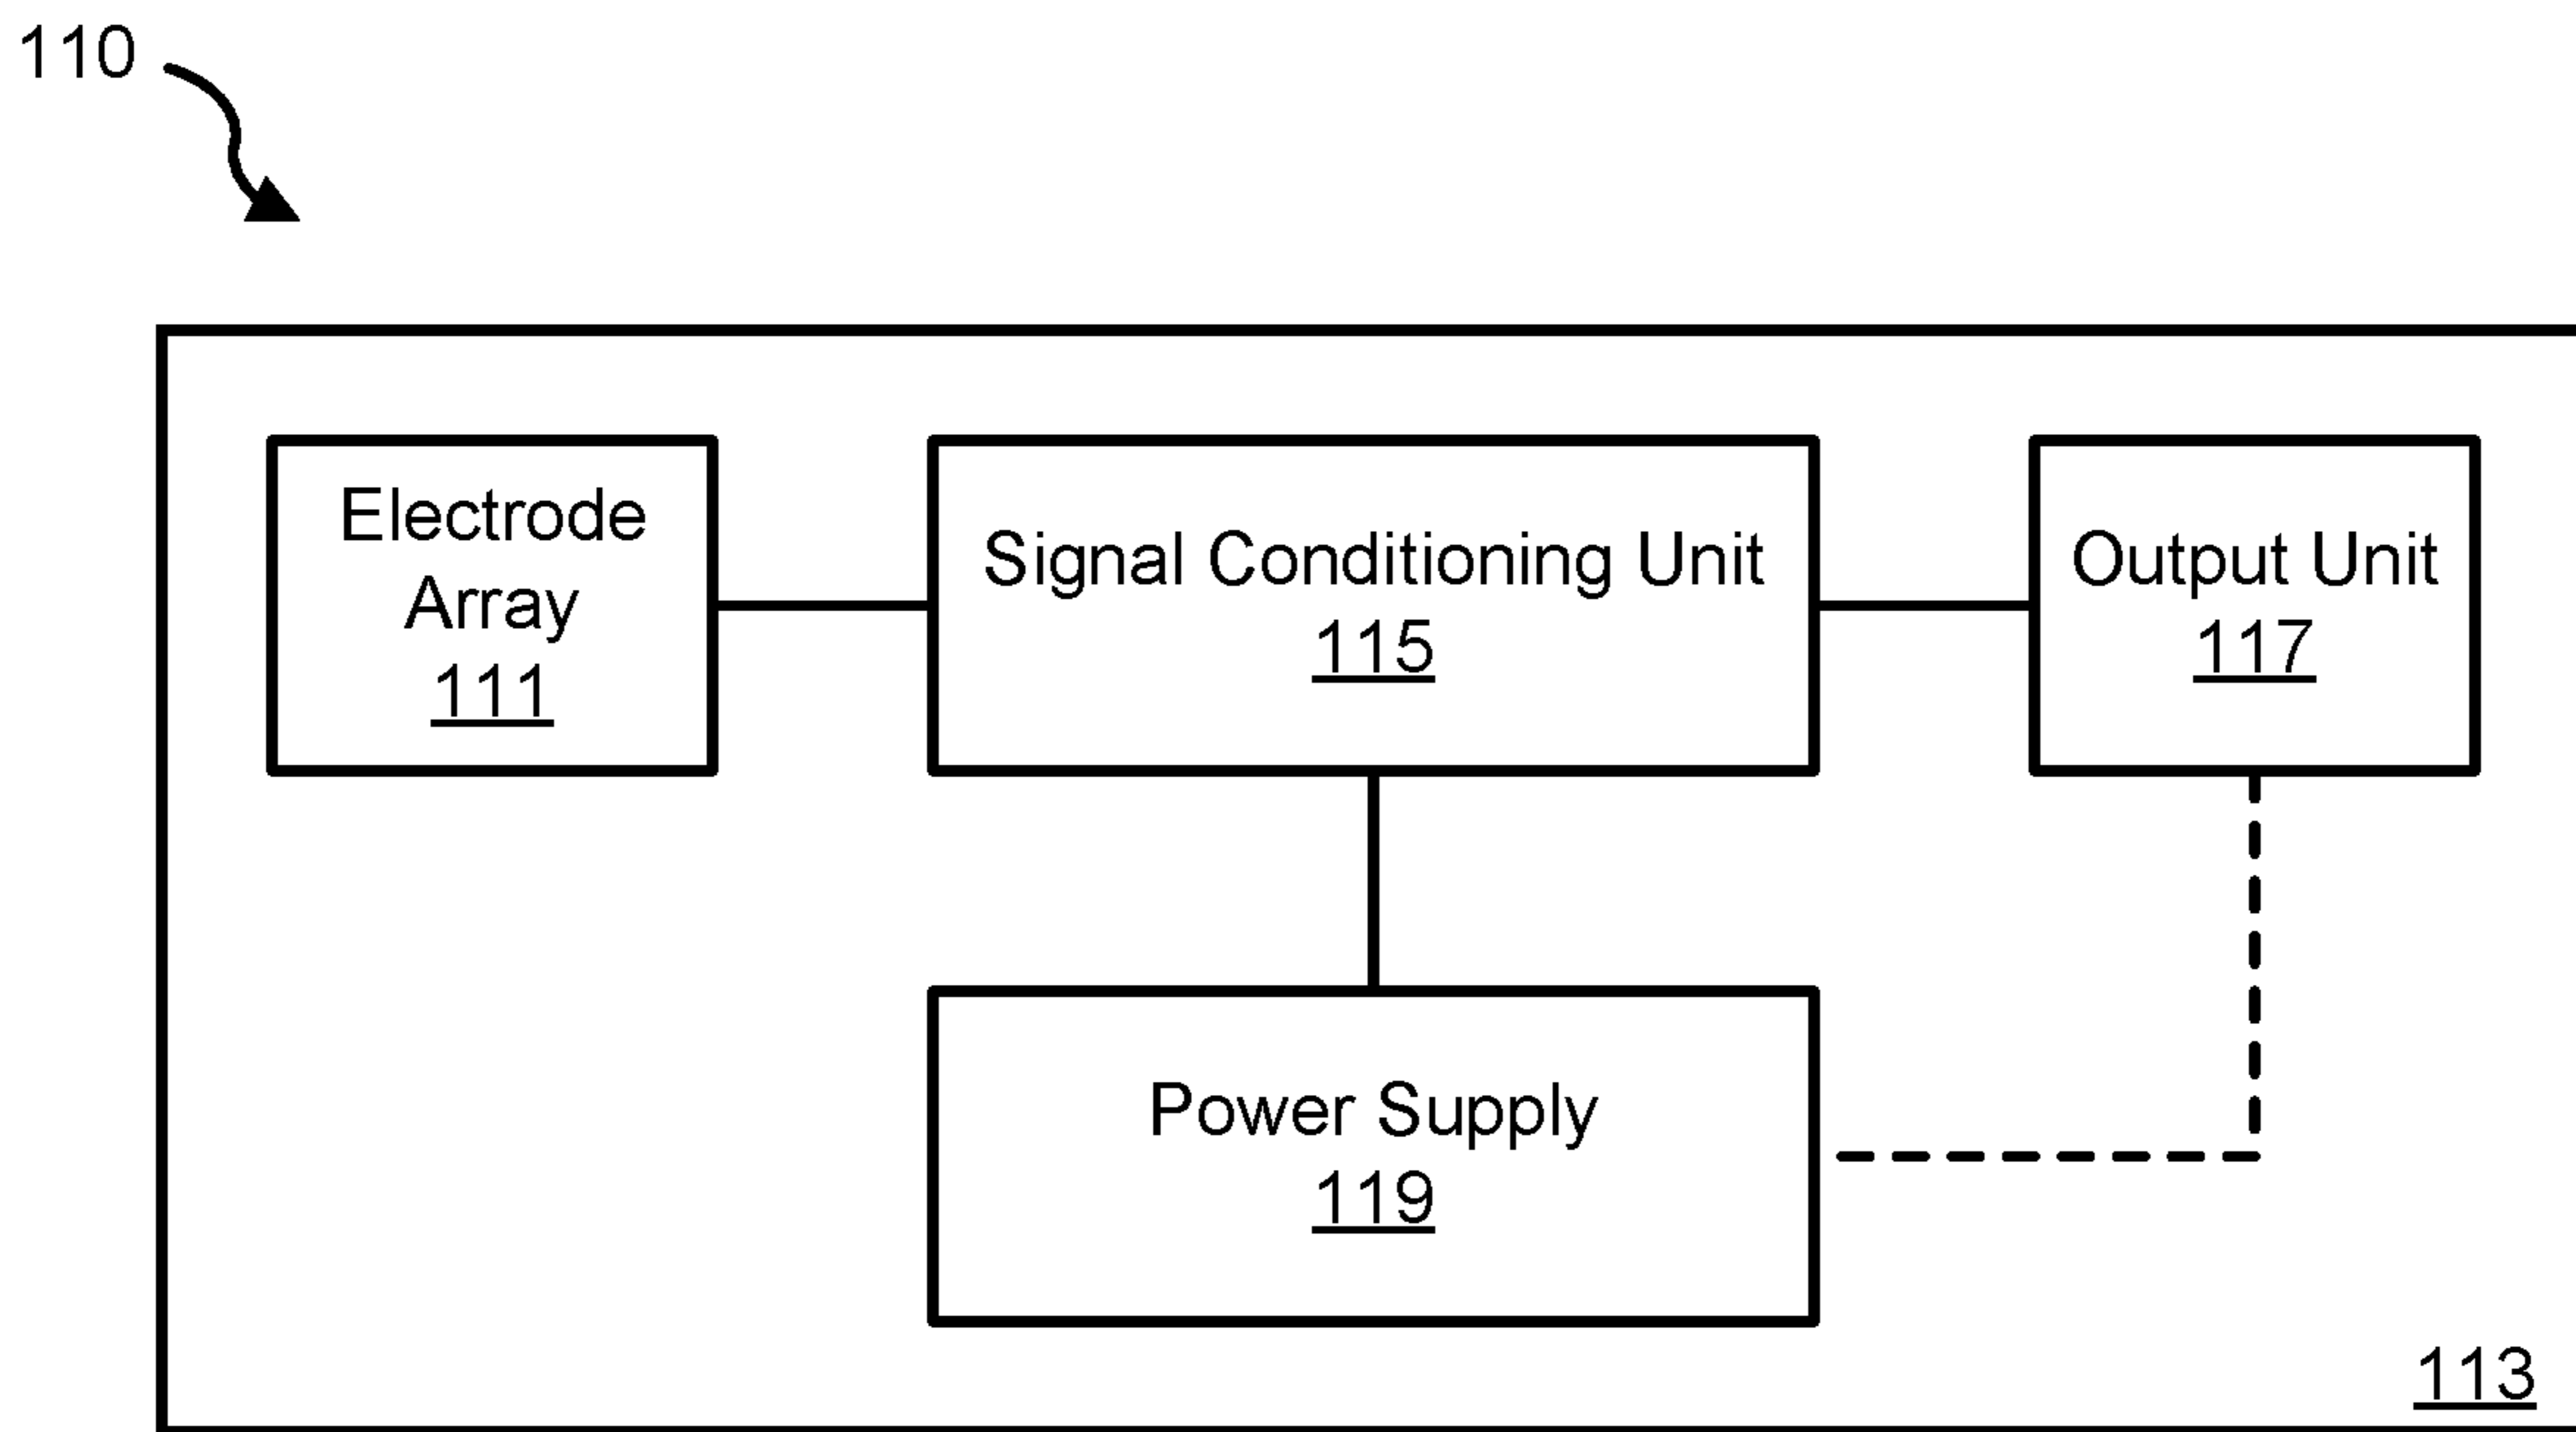 110
Electrode
Array
111
Signal Conditioning Unit
115
Output Unit
117
Power Supply
119
113